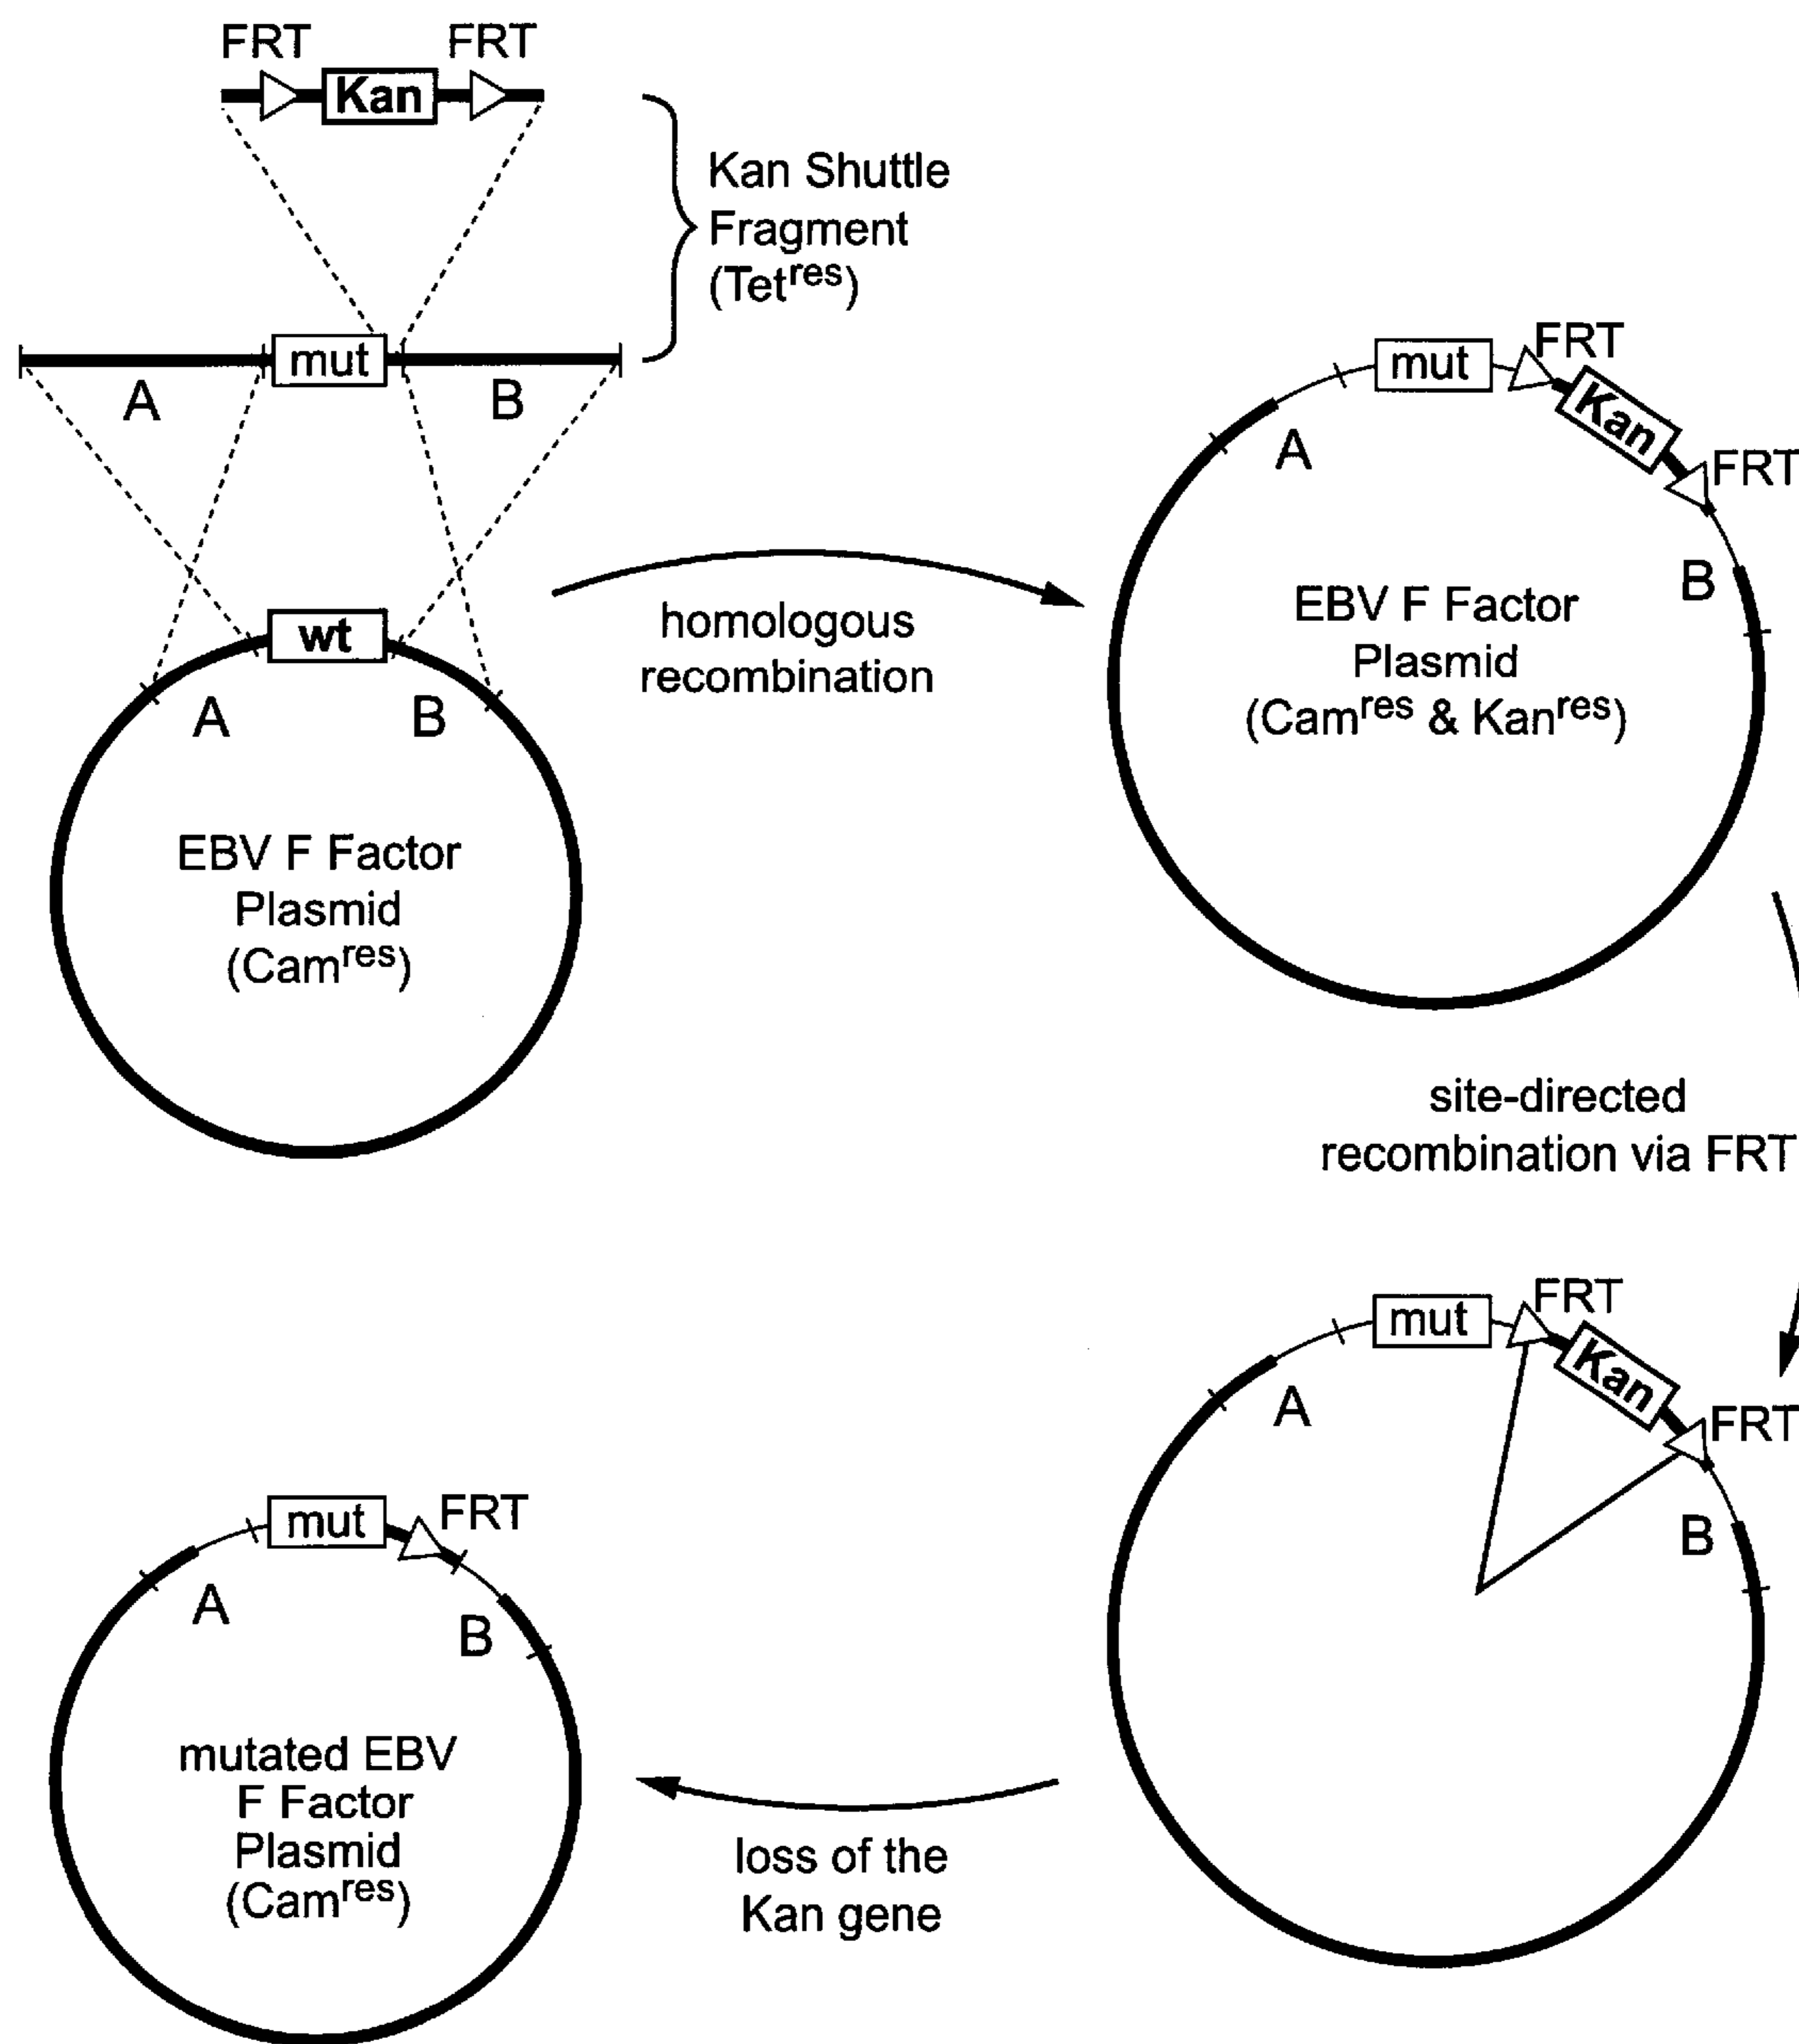 FRT FRT
Kan
Kan Shuttle
Fragment
(Tetres)
mut
A B
wt
A B
EBV F Factor
Plasmid
(Camres)
homologous
recombination
mut
FRT
Kan
FRT
A
B
EBV F Factor
Plasmid
(Camres & Kanres)
site-directed
recombination via FRT
mut
FRT
Kan
FRT
A
B
loss of the
Kan gene
mut
FRT
A
B
mutated EBV
F Factor
Plasmid
(Camres)